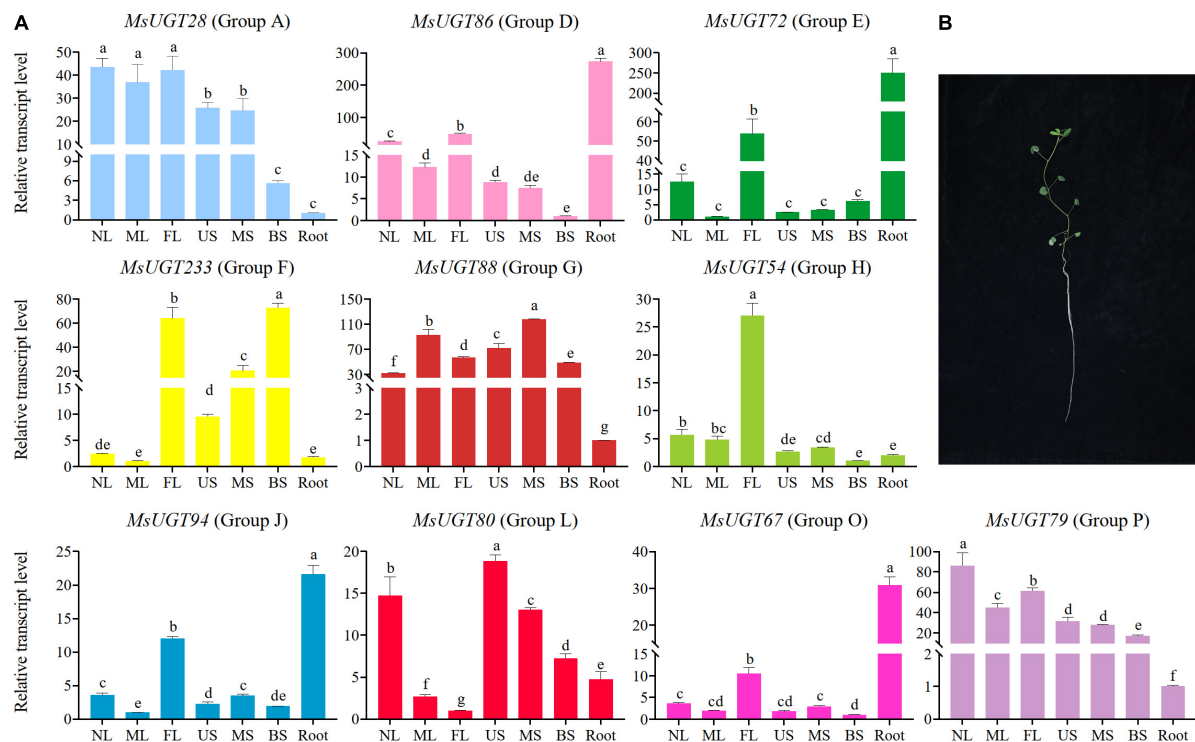 A
B
MsUGT28 (Group A)
MsUGT86 (Group D)
MsUGT72 (Group E)
Relative transcript level
50
40
30
20
10
9
6
3
0
a
a
a
b
b
c
c
NL ML FL US MS BS Root
300
200
100
15
10
5
0
c
d
b
d
de
e
a
NL ML FL US MS BS Root
300
250
200
150
60
50
40
15
10
5
0
c
c
b
c
c
c
a
NL ML FL US MS BS Root
MsUGT233 (Group F)
MsUGT88 (Group G)
MsUGT54 (Group H)
Relative transcript level
80
60
40
20
15
10
5
0
de
e
b
d
c
a
e
NL ML FL US MS BS Root
150
110
70
30
3
2
1
0
f
b
d
c
a
e
g
NL ML FL US MS BS Root
30
25
20
15
10
5
0
b
bc
a
de
cd
e
e
NL ML FL US MS BS Root
MsUGT94 (Group J)
MsUGT80 (Group L)
MsUGT67 (Group O)
MsUGT79 (Group P)
Relative transcript level
25
20
15
10
5
0
c
e
b
d
c
de
a
NL ML FL US MS BS Root
20
15
10
5
0
b
f
g
a
c
d
e
NL ML FL US MS BS Root
40
30
20
15
10
5
0
c
cd
b
cd
c
d
a
NL ML FL US MS BS Root
100
80
60
40
20
2
1
0
a
c
b
d
d
e
f
NL ML FL US MS BS Root